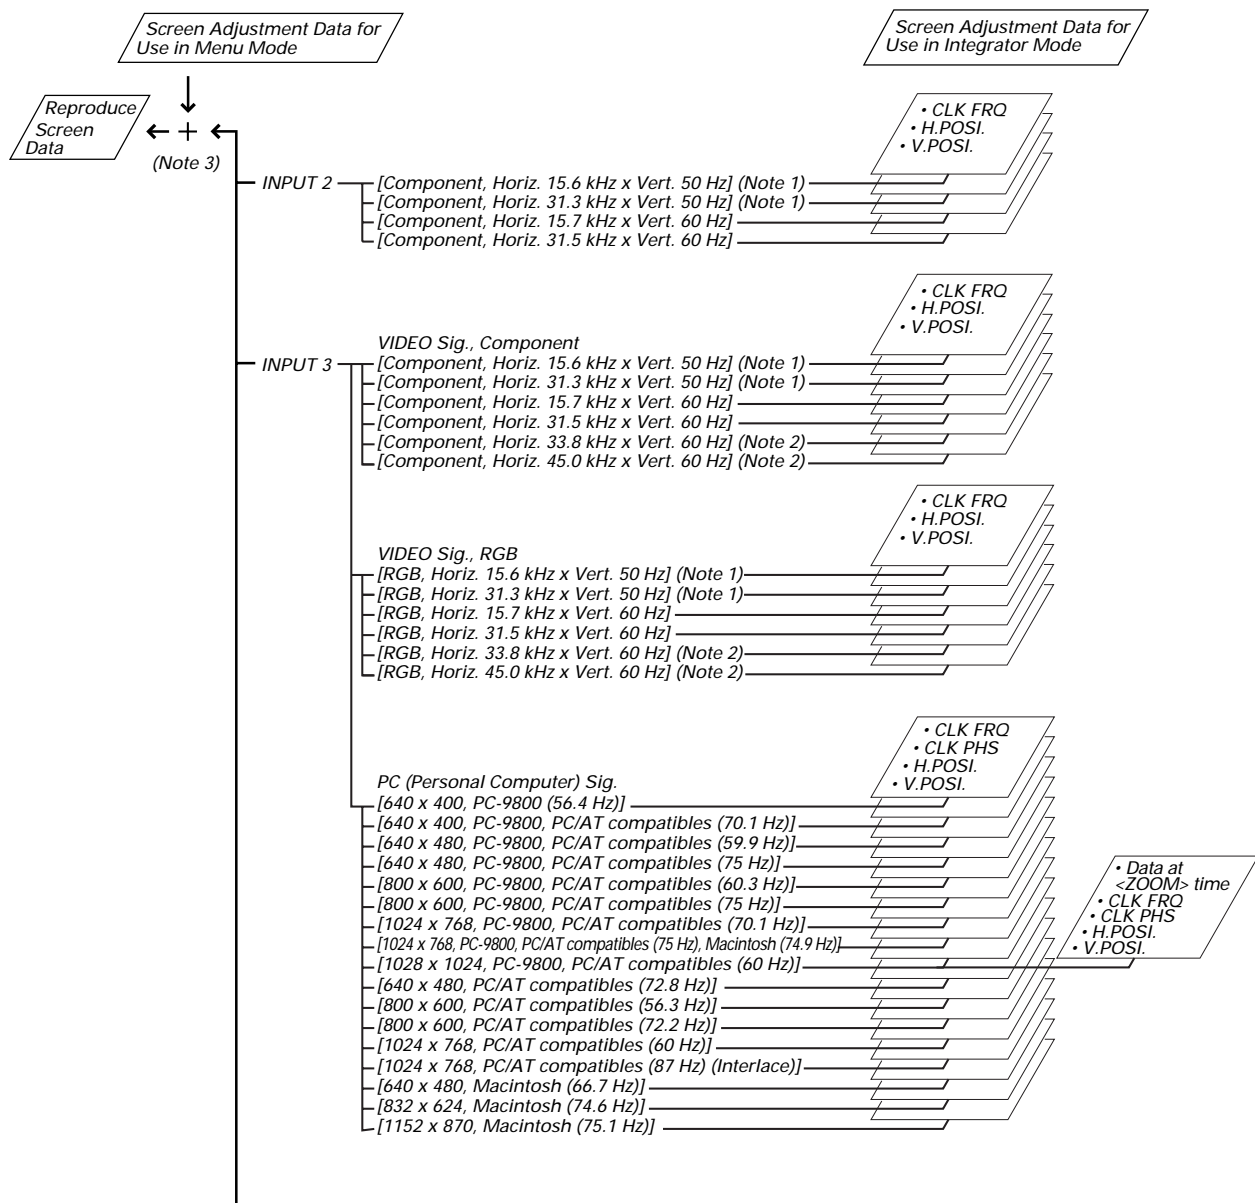 Screen Adjustment Data for
Use in Menu Mode
Screen Adjustment Data for
Use in Integrator Mode
Reproduce
Screen
Data
+
(Note 3)
• CLK FRQ
• H.POSI.
• V.POSI.
INPUT 2
[Component, Horiz. 15.6 kHz x Vert. 50 Hz] (Note 1)
[Component, Horiz. 31.3 kHz x Vert. 50 Hz] (Note 1)
[Component, Horiz. 15.7 kHz x Vert. 60 Hz]
[Component, Horiz. 31.5 kHz x Vert. 60 Hz]
• CLK FRQ
• H.POSI.
• V.POSI.
INPUT 3
VIDEO Sig., Component
[Component, Horiz. 15.6 kHz x Vert. 50 Hz] (Note 1)
[Component, Horiz. 31.3 kHz x Vert. 50 Hz] (Note 1)
[Component, Horiz. 15.7 kHz x Vert. 60 Hz]
[Component, Horiz. 31.5 kHz x Vert. 60 Hz]
[Component, Horiz. 33.8 kHz x Vert. 60 Hz] (Note 2)
[Component, Horiz. 45.0 kHz x Vert. 60 Hz] (Note 2)
• CLK FRQ
• H.POSI.
• V.POSI.
VIDEO Sig., RGB
[RGB, Horiz. 15.6 kHz x Vert. 50 Hz] (Note 1)
[RGB, Horiz. 31.3 kHz x Vert. 50 Hz] (Note 1)
[RGB, Horiz. 15.7 kHz x Vert. 60 Hz]
[RGB, Horiz. 31.5 kHz x Vert. 60 Hz]
[RGB, Horiz. 33.8 kHz x Vert. 60 Hz] (Note 2)
[RGB, Horiz. 45.0 kHz x Vert. 60 Hz] (Note 2)
• CLK FRQ
• CLK PHS
• H.POSI.
• V.POSI.
PC (Personal Computer) Sig.
[640 x 400, PC-9800 (56.4 Hz)]
[640 x 400, PC-9800, PC/AT compatibles (70.1 Hz)]
[640 x 480, PC-9800, PC/AT compatibles (59.9 Hz)]
[640 x 480, PC-9800, PC/AT compatibles (75 Hz)]
[800 x 600, PC-9800, PC/AT compatibles (60.3 Hz)]
[800 x 600, PC-9800, PC/AT compatibles (75 Hz)]
[1024 x 768, PC-9800, PC/AT compatibles (70.1 Hz)]
[1024 x 768, PC-9800, PC/AT compatibles (75 Hz), Macintosh (74.9 Hz)]
[1028 x 1024, PC-9800, PC/AT compatibles (60 Hz)]
[640 x 480, PC/AT compatibles (72.8 Hz)]
[800 x 600, PC/AT compatibles (56.3 Hz)]
[800 x 600, PC/AT compatibles (72.2 Hz)]
[1024 x 768, PC/AT compatibles (60 Hz)]
[1024 x 768, PC/AT compatibles (87 Hz) (Interlace)]
[640 x 480, Macintosh (66.7 Hz)]
[832 x 624, Macintosh (74.6 Hz)]
[1152 x 870, Macintosh (75.1 Hz)]
• Data at
<ZOOM> time
• CLK FRQ
• CLK PHS
• H.POSI.
• V.POSI.